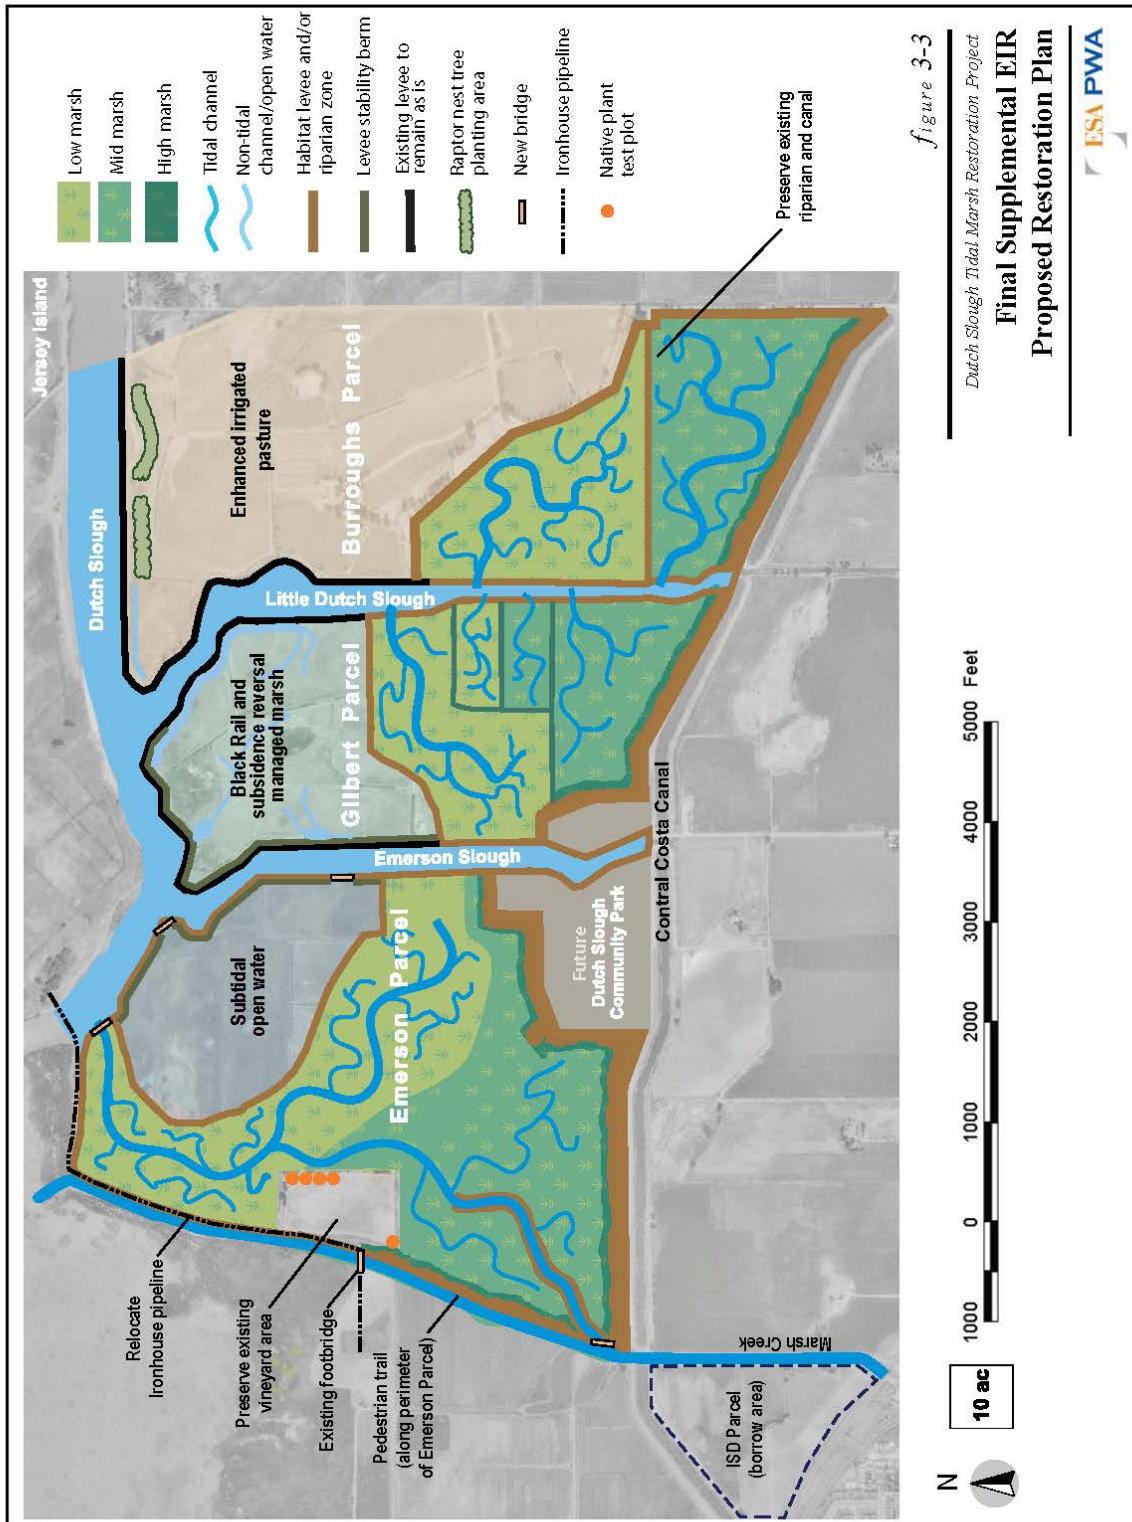 Jersey Island
Dutch Slough
Enhanced irrigated
pasture
Burroughs Parcel
Little Dutch Slough
Black Rail and
subsidence reversal
managed marsh
Gilbert Parcel
Emerson Slough
Subtidal
open water
Emerson Parcel
Future
Dutch Slough
Community Park
Contral Costa Canal
Marsh Creek
Relocate
Ironhouse pipeline
Preserve existing
vineyard area
Existing footbridge
Pedestrian trail
(along perimeter
of Emerson Parcel)
ISD Parcel
(borrow area)
Preserve existing
riparian and canal
Low marsh
Mid marsh
High marsh
Tidal channel
Non-tidal
channel/open water
Habitat levee and/or
riparian zone
Levee stability berm
Existing levee to
remain as is
Raptor nest tree
planting area
New bridge
Ironhouse pipeline
Native plant
test plot
N
10 ac
1000 0 1000 2000 3000 4000 5000 Feet
figure 3-3
Dutch Slough Tidal Marsh Restoration Project
Final Supplemental EIR
Proposed Restoration Plan
ESA PWA